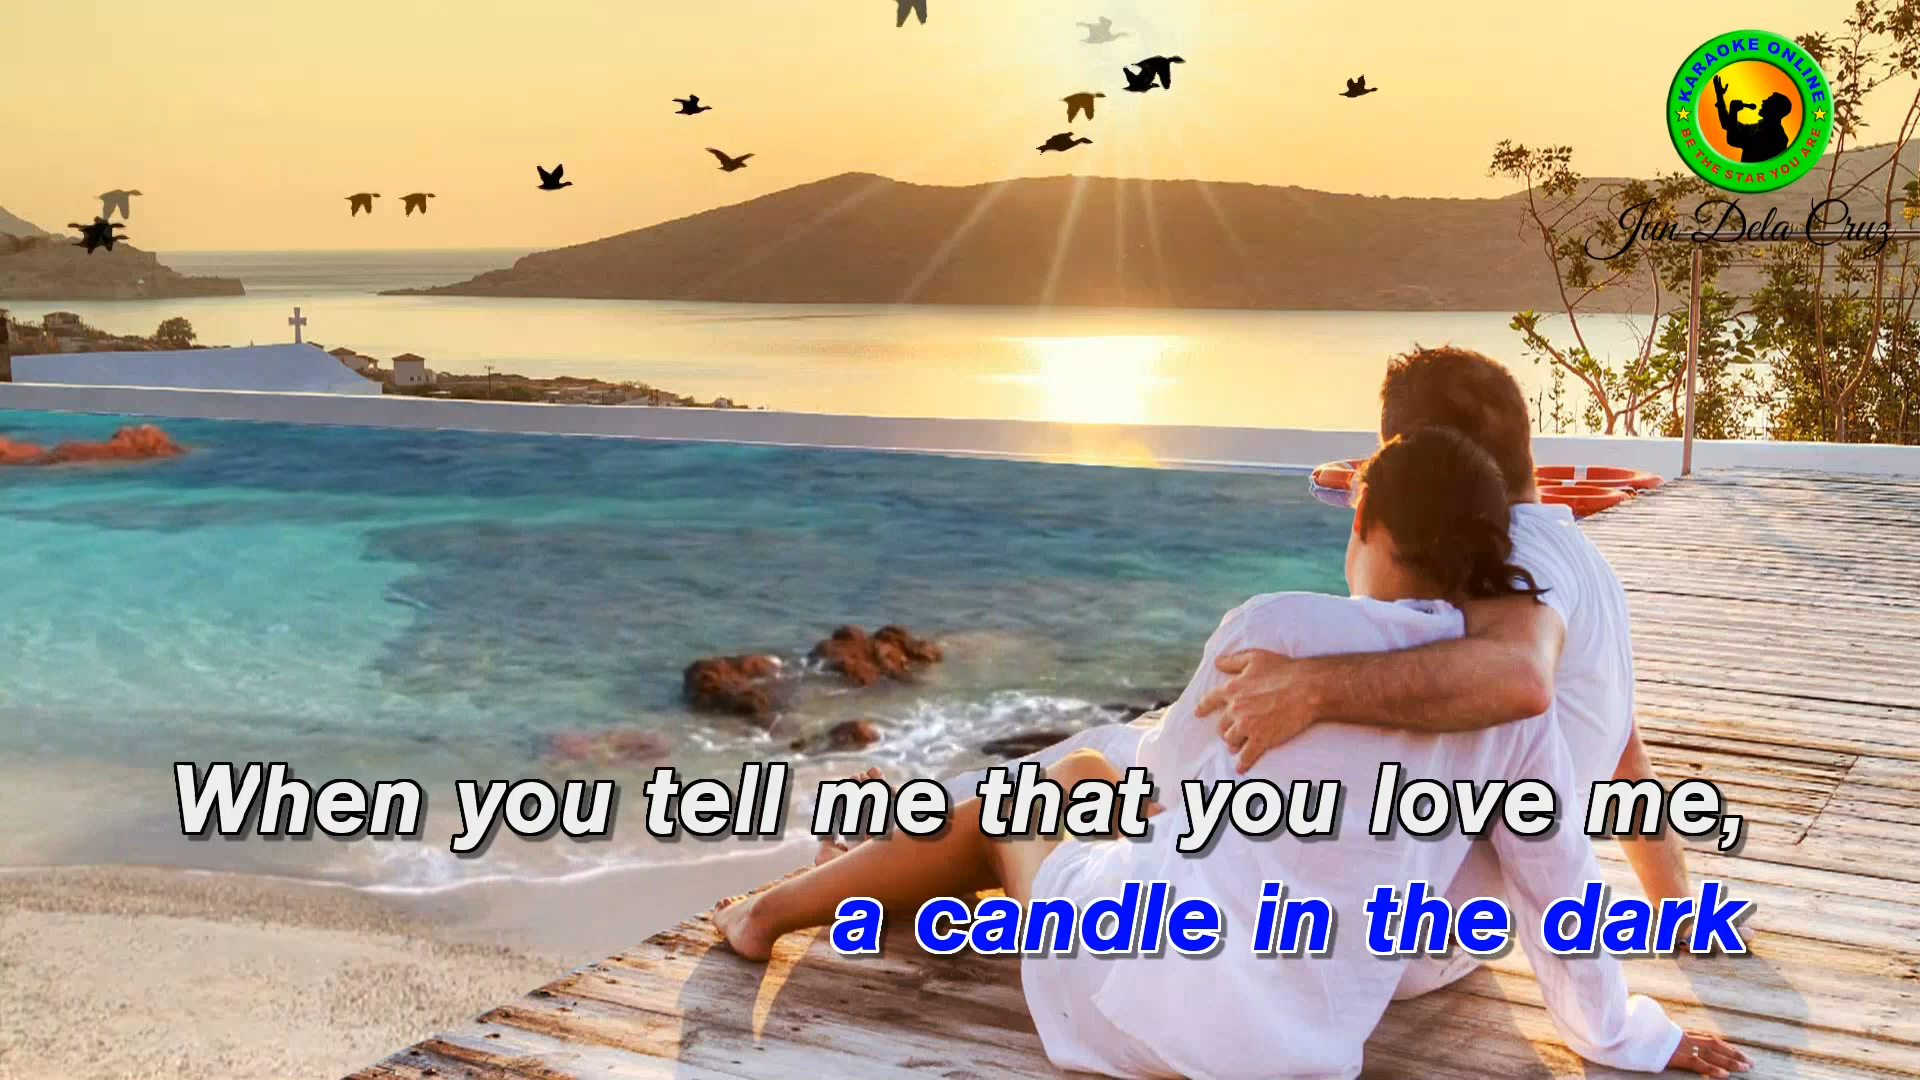 KARAOKE ONLINE
BE THE STAR YOU ARE
Jun Dela Cruz
When you tell me that you love me,
a candle in the dark